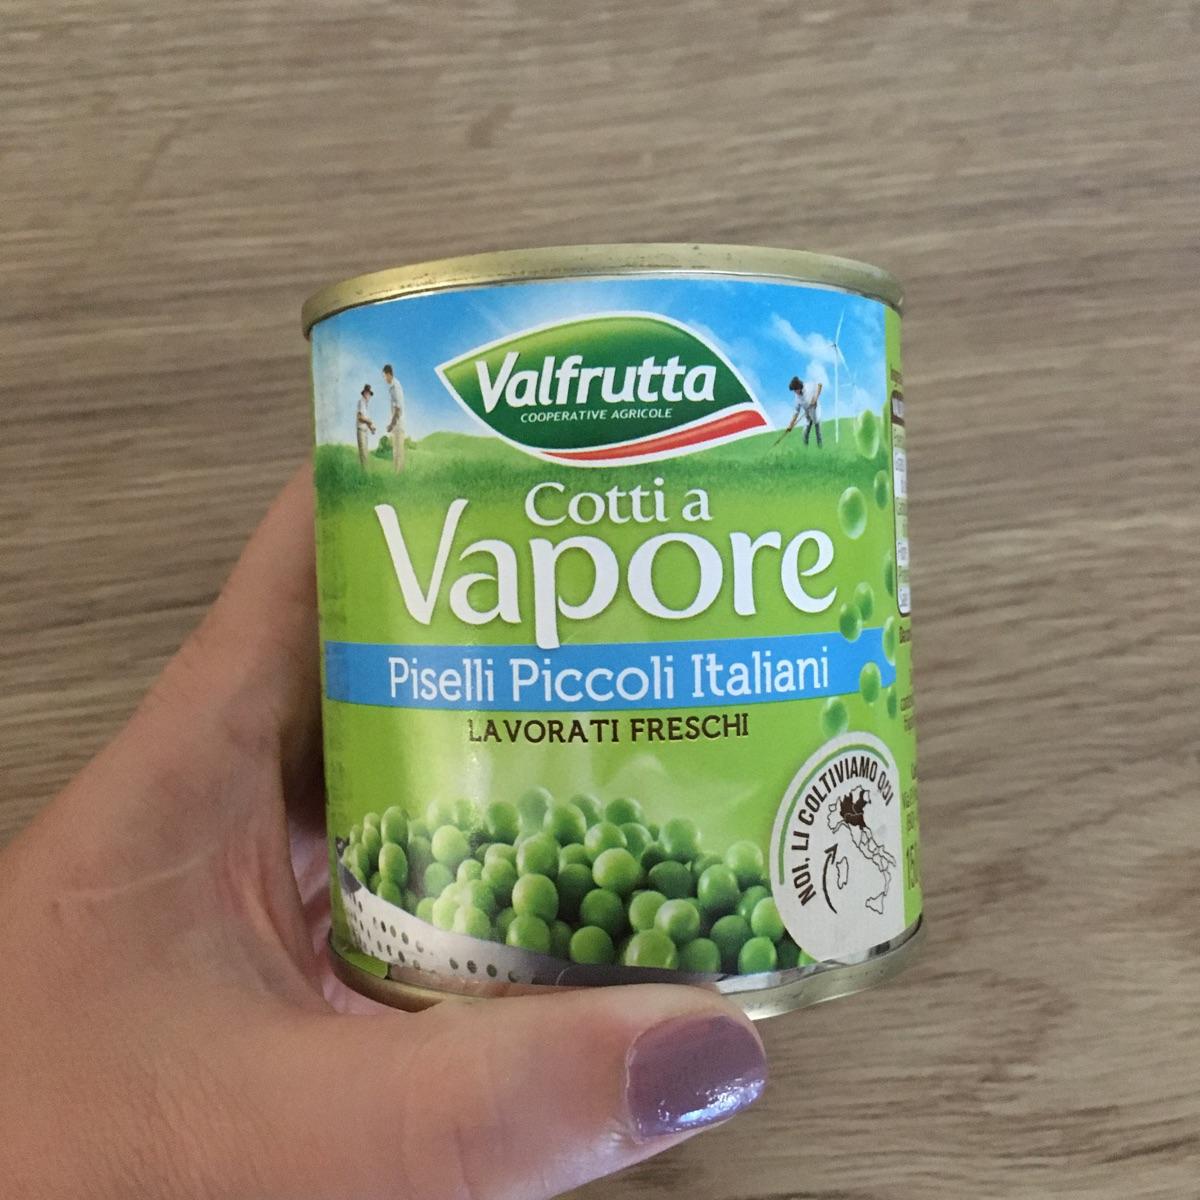 Valfrutta
COOPERATIVE AGRICOLE
Cotti a
Vapore
Piselli Piccoli Italiani
LAVORATI FRESCHI
NOI, LI COLTIVIAMO QUI